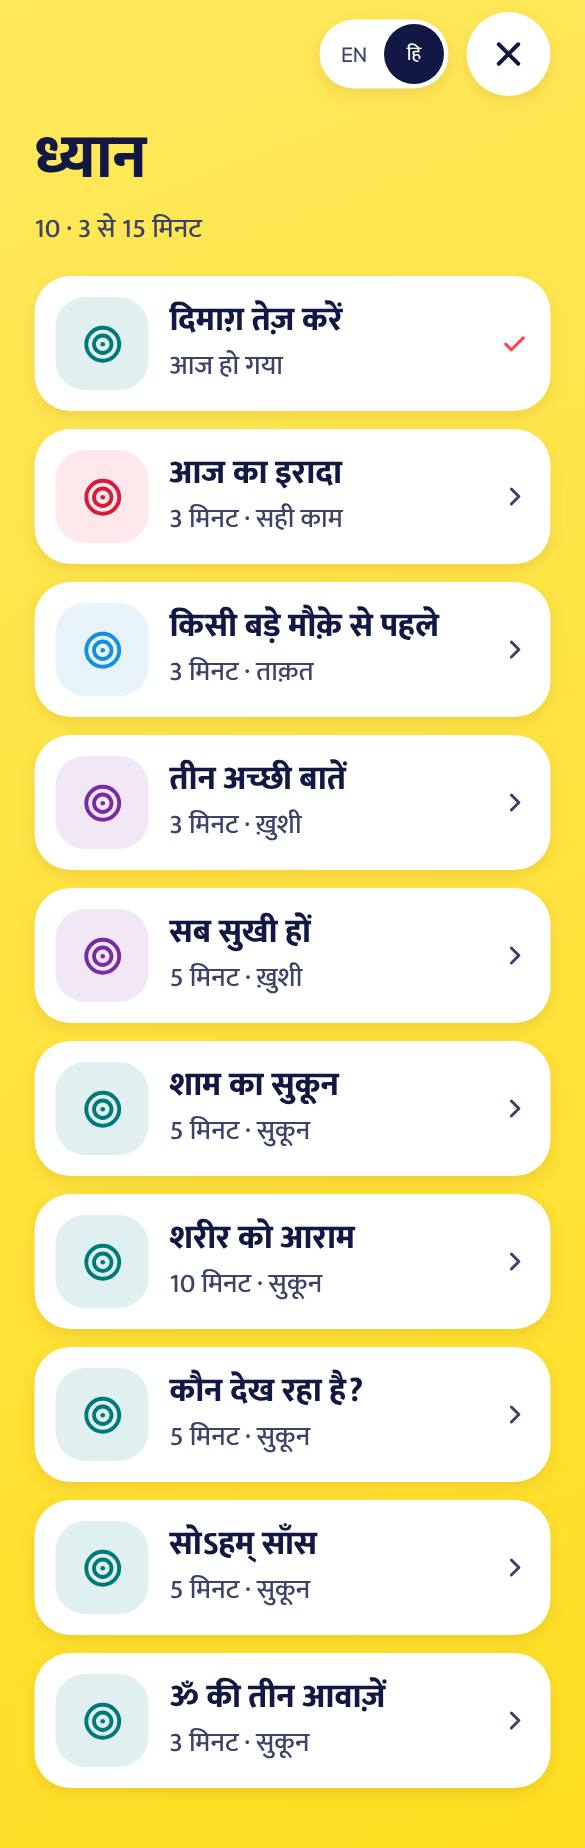 EN हि
ध्यान
10 · 3 से 15 मिनट
दिमाग़ तेज़ करें
आज हो गया
आज का इरादा
3 मिनट · सही काम
किसी बड़े मौक़े से पहले
3 मिनट · ताक़त
तीन अच्छी बातें
3 मिनट · ख़ुशी
सब सुखी हों
5 मिनट · ख़ुशी
शाम का सुकून
5 मिनट · सुकून
शरीर को आराम
10 मिनट · सुकून
कौन देख रहा है?
5 मिनट · सुकून
सोऽहम् साँस
5 मिनट · सुकून
ॐ की तीन आवाज़ें
3 मिनट · सुकून